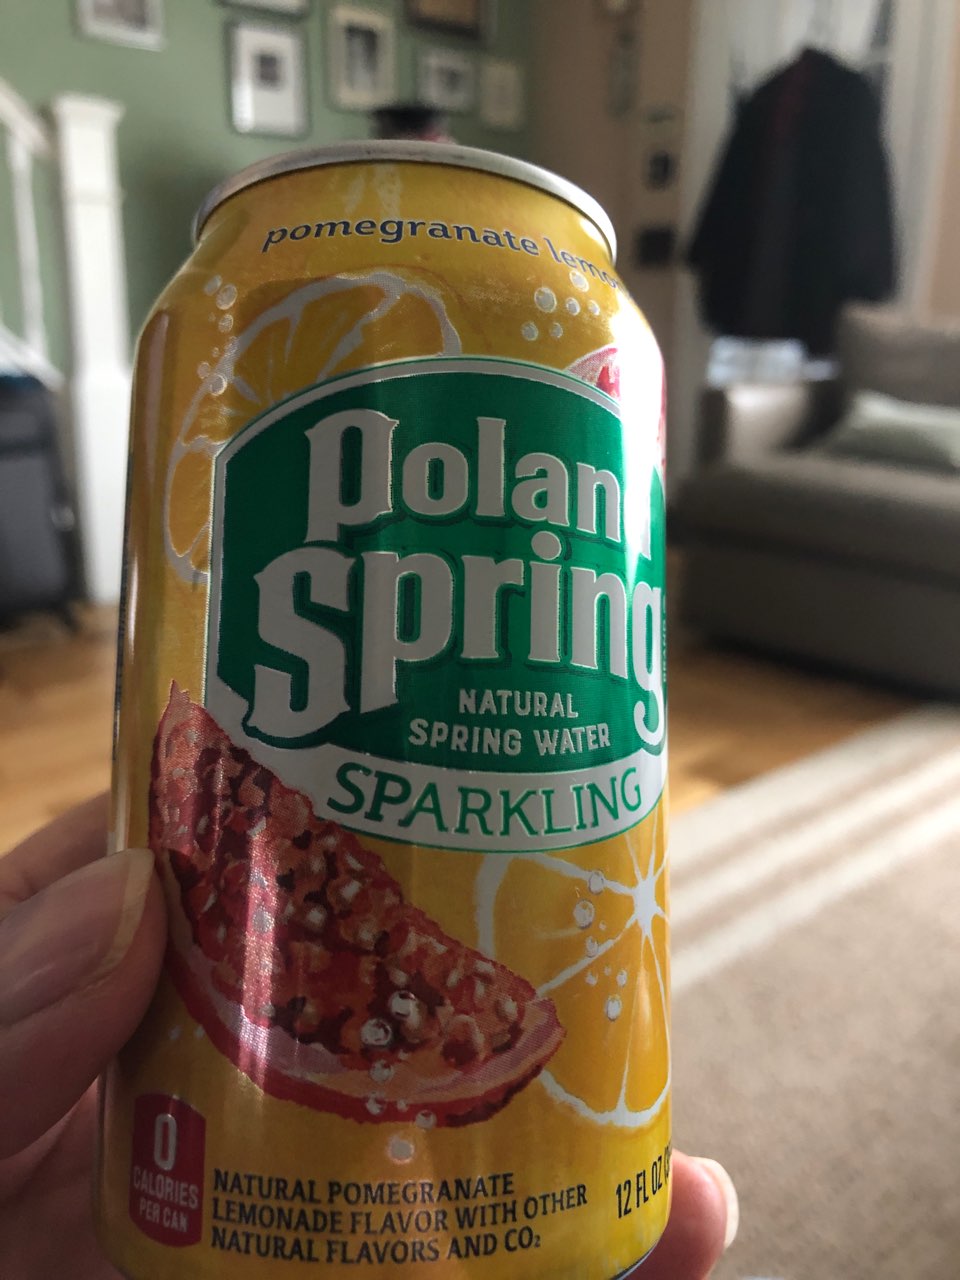 pomegranate lemo
Polan
Spring
NATURAL
SPRING WATER
SPARKLING
0
CALORIES
PER CAN
NATURAL POMEGRANATE
LEMONADE FLAVOR WITH OTHER
NATURAL FLAVORS AND CO₂
12 FL OZ